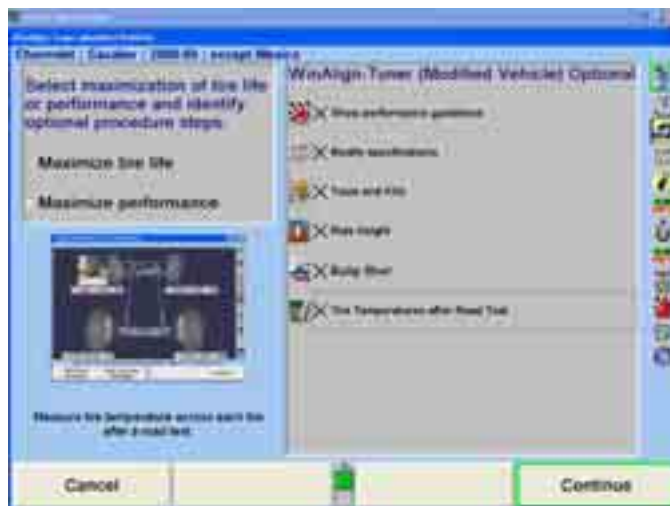 Chevrolet : Cavalier : 2000-05 : except Mexico
Select maximization of tire life
or performance and identify
optional procedure steps.
Maximize tire life
Maximize performance
WinAlign Tuner (Modified Vehicle) Optional
Show performance guidelines
Modify specifications
Tools and Kits
Ride Height
Bump Steer
Tire Temperatures after Road Test
Measure tire temperature across each tire
after a road test.
Cancel
Continue